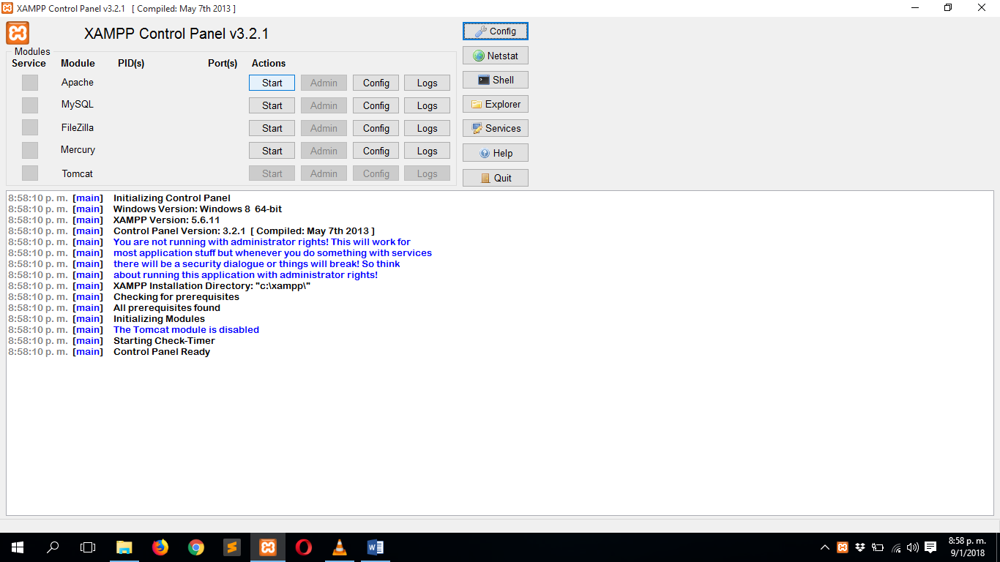 XAMPP Control Panel v3.2.1 [ Compiled: May 7th 2013 ]
XAMPP Control Panel v3.2.1
Config
Modules
Service Module PID(s) Port(s) Actions
Netstat
Apache Start Admin Config Logs
Shell
MySQL Start Admin Config Logs
Explorer
FileZilla Start Admin Config Logs
Services
Mercury Start Admin Config Logs
Help
Tomcat Start Admin Config Logs
Quit
8:58:10 p. m. [main] Initializing Control Panel
8:58:10 p. m. [main] Windows Version: Windows 8 64-bit
8:58:10 p. m. [main] XAMPP Version: 5.6.11
8:58:10 p. m. [main] Control Panel Version: 3.2.1 [ Compiled: May 7th 2013 ]
8:58:10 p. m. [main] You are not running with administrator rights! This will work for
8:58:10 p. m. [main] most application stuff but whenever you do something with services
8:58:10 p. m. [main] there will be a security dialogue or things will break! So think
8:58:10 p. m. [main] about running this application with administrator rights!
8:58:10 p. m. [main] XAMPP Installation Directory: "c:\xampp\"
8:58:10 p. m. [main] Checking for prerequisites
8:58:10 p. m. [main] All prerequisites found
8:58:10 p. m. [main] Initializing Modules
8:58:10 p. m. [main] The Tomcat module is disabled
8:58:10 p. m. [main] Starting Check-Timer
8:58:10 p. m. [main] Control Panel Ready
8:58 p. m.
9/1/2018